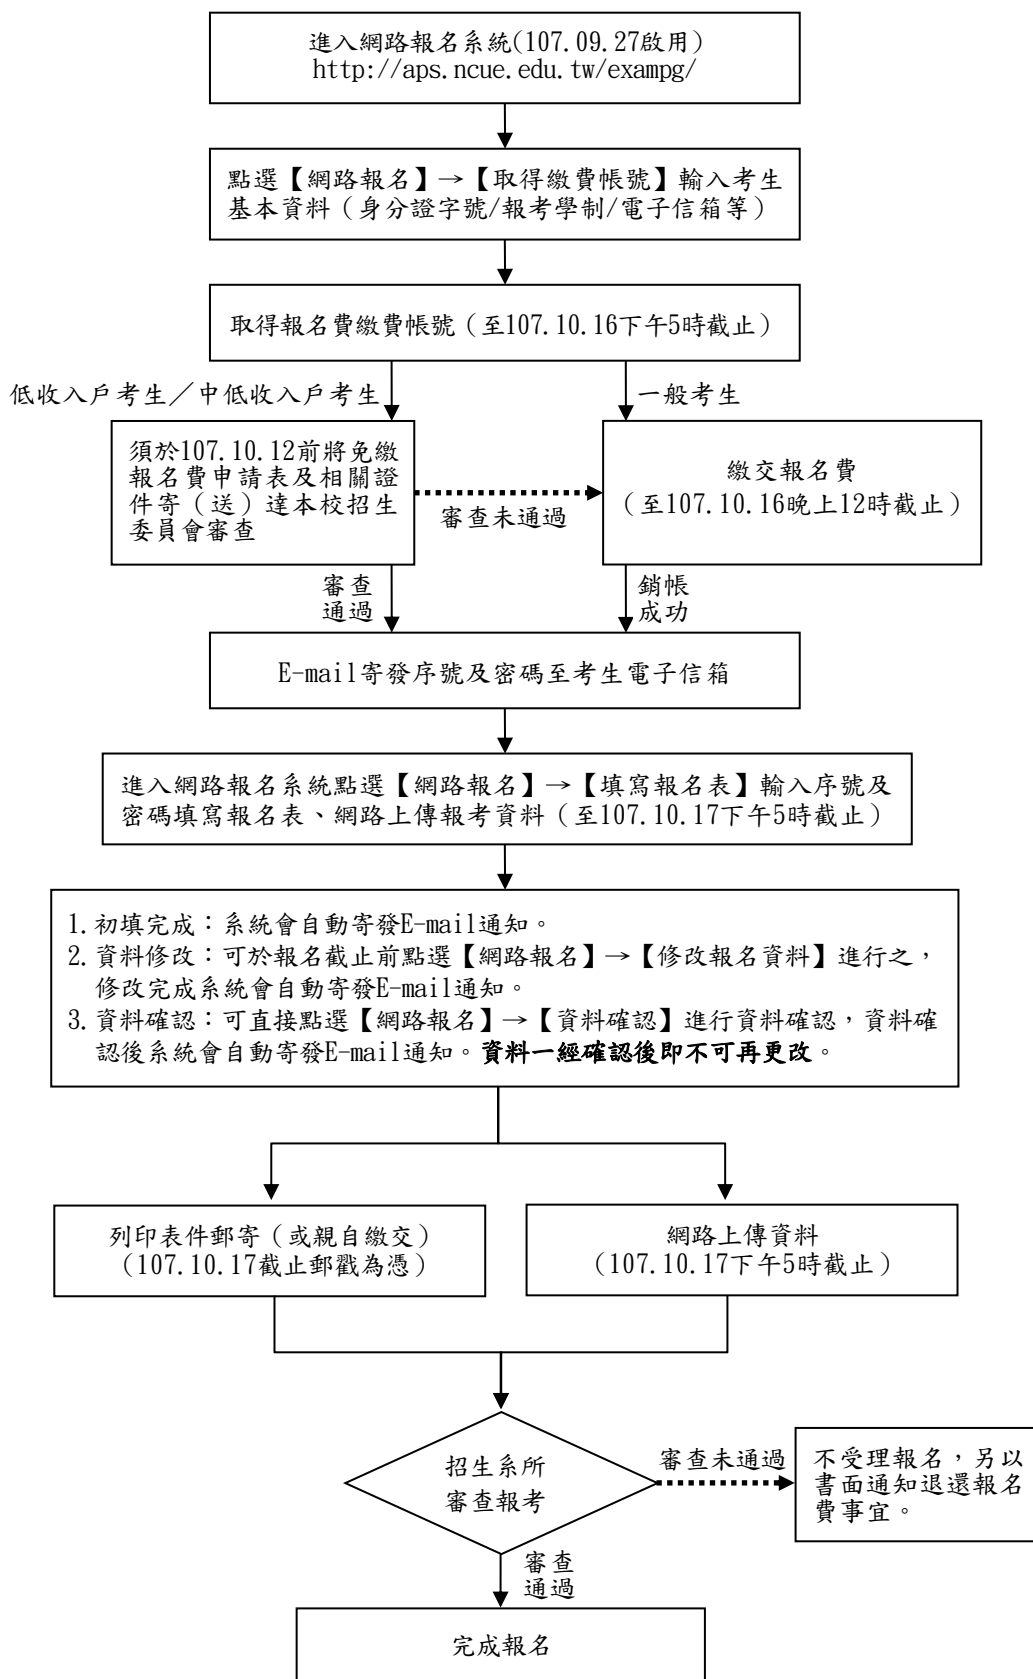 進入網路報名系統(107.09.27啟用)
http://aps.ncue.edu.tw/exampg/
點選【網路報名】→【取得繳費帳號】輸入考生
基本資料（身分證字號/報考學制/電子信箱等）
取得報名費繳費帳號（至107.10.16下午5時截止）
低收入戶考生／中低收入戶考生
一般考生
須於107.10.12前將免繳
報名費申請表及相關證
件寄（送）達本校招生
委員會審查
審查未通過
繳交報名費
（至107.10.16晚上12時截止）
審查
通過
銷帳
成功
E-mail寄發序號及密碼至考生電子信箱
進入網路報名系統點選【網路報名】→【填寫報名表】輸入序號及
密碼填寫報名表、網路上傳報考資料（至107.10.17下午5時截止）
1.初填完成：系統會自動寄發E-mail通知。
2.資料修改：可於報名截止前點選【網路報名】→【修改報名資料】進行之，
修改完成系統會自動寄發E-mail通知。
3.資料確認：可直接點選【網路報名】→【資料確認】進行資料確認，資料確
認後系統會自動寄發E-mail通知。資料一經確認後即不可再更改。
列印表件郵寄（或親自繳交）
（107.10.17截止郵戳為憑）
網路上傳資料
（107.10.17下午5時截止）
招生系所
審查報考
審查未通過
不受理報名，另以
書面通知退還報名
費事宜。
審查
通過
完成報名